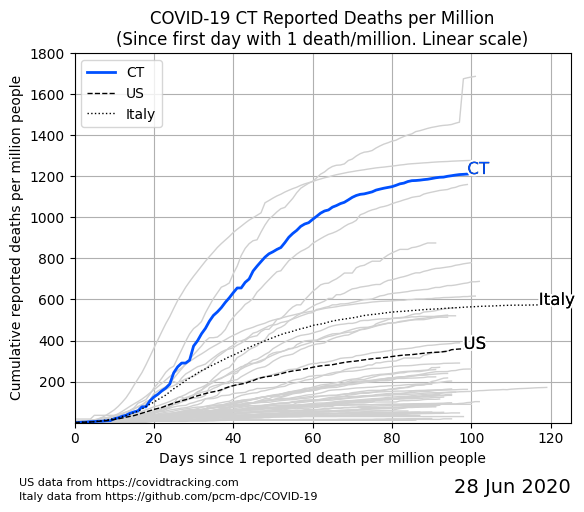 COVID-19 CT Reported Deaths per Million
(Since first day with 1 death/million. Linear scale)
Cumulative reported deaths per million people
1800
1600
1400
1200
1000
800
600
400
200
CT
US
Italy
CT
Italy
US
0
20
40
60
80
100
120
Days since 1 reported death per million people
US data from https://covidtracking.com
Italy data from https://github.com/pcm-dpc/COVID-19
28 Jun 2020